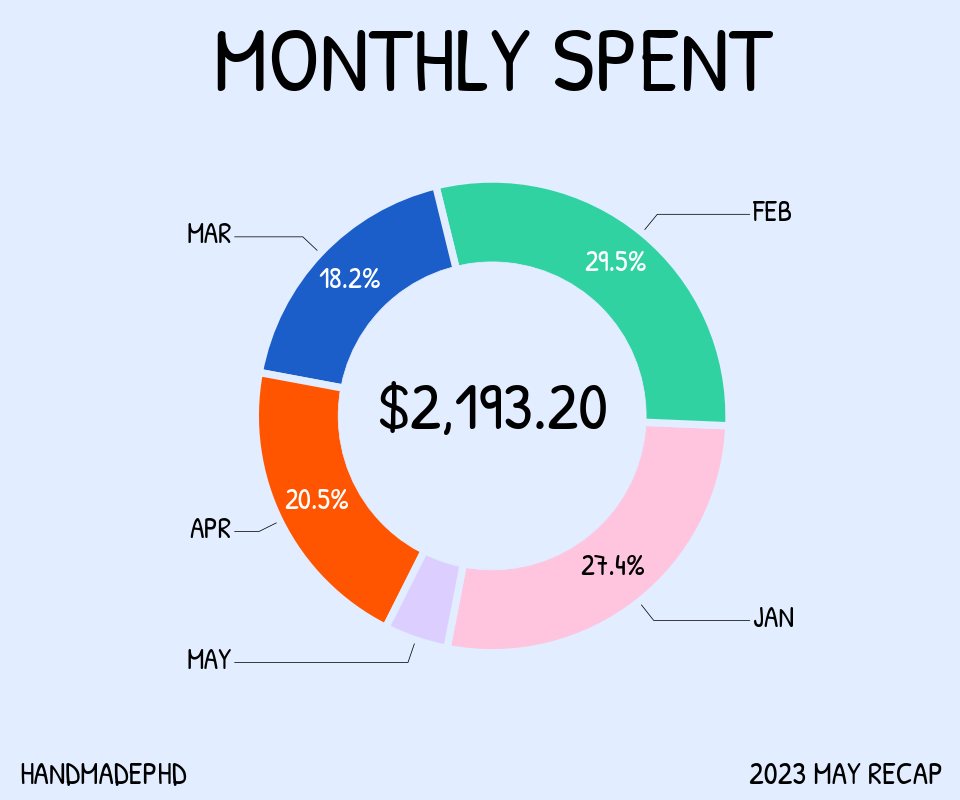 MONTHLY SPENT
FEB
MAR
29.5%
18.2%
$2,193.20
20.5%
APR
27.4%
JAN
MAY
HANDMADEPHD
2023 MAY RECAP